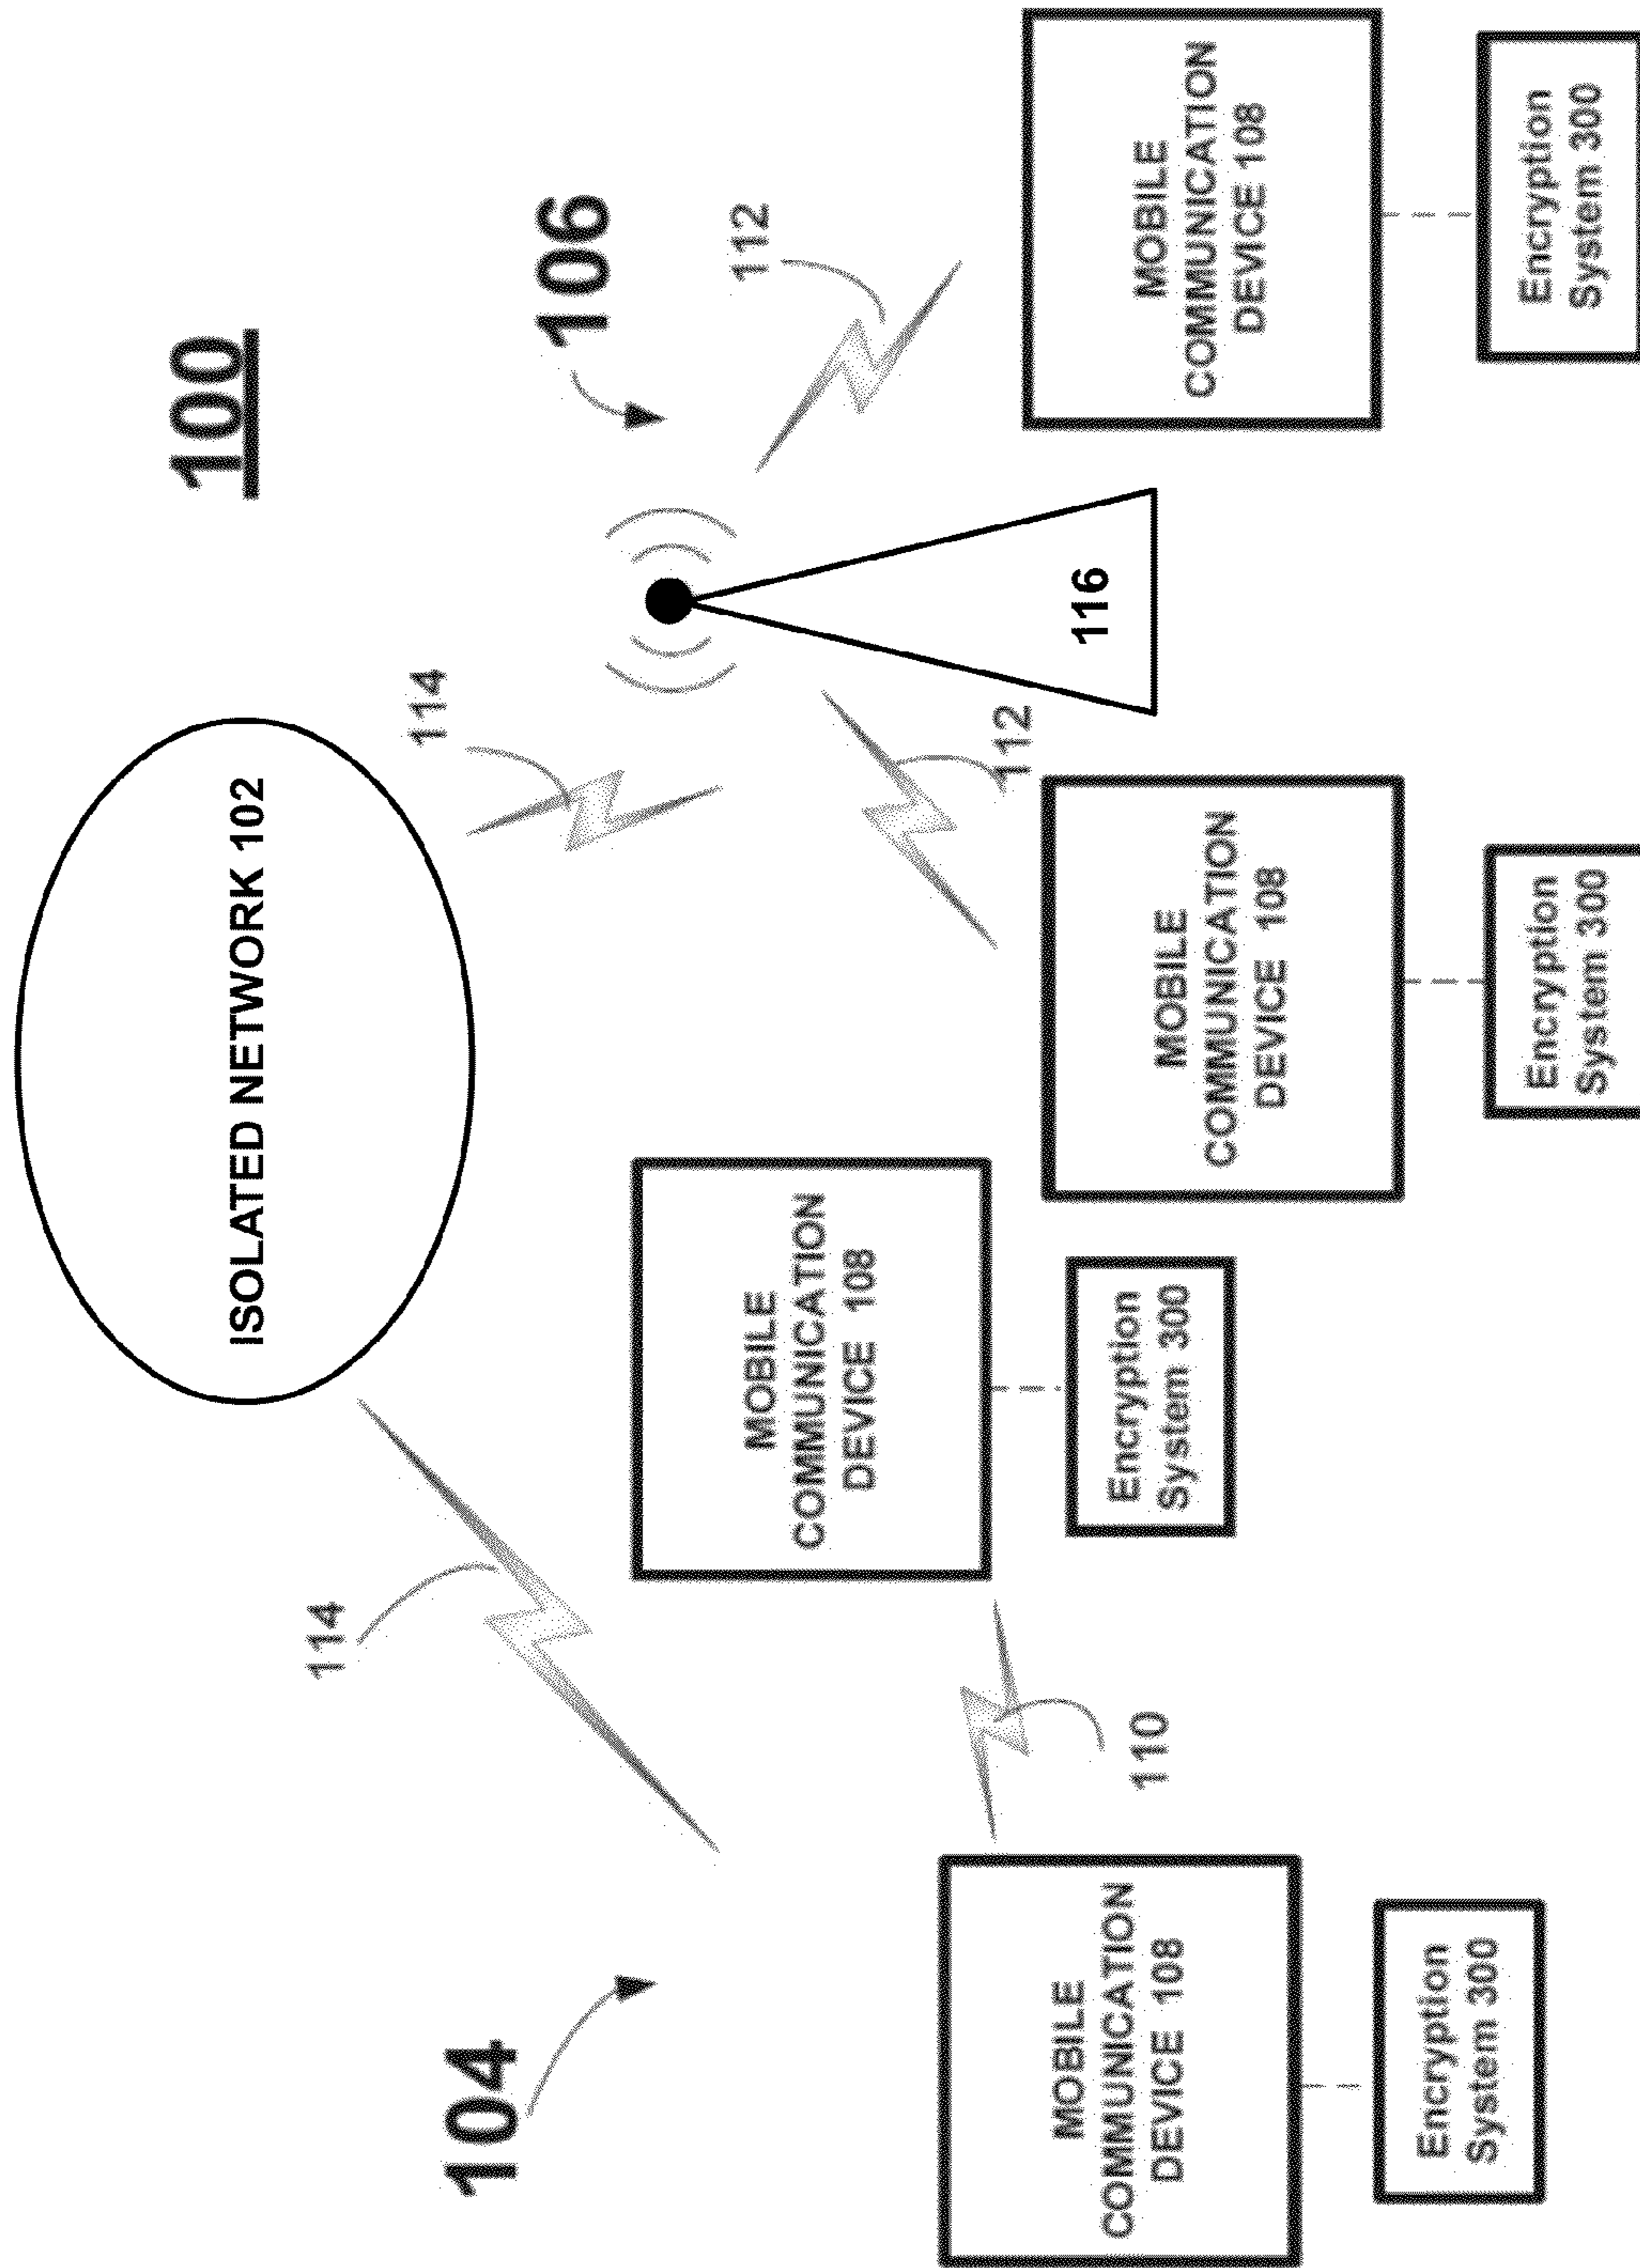 100
ISOLATED NETWORK 102
114
114
104
106
112
112
116
110
MOBILE
COMMUNICATION
DEVICE 108
Encryption
System 300
MOBILE
COMMUNICATION
DEVICE 108
Encryption
System 300
MOBILE
COMMUNICATION
DEVICE 108
Encryption
System 300
MOBILE
COMMUNICATION
DEVICE 108
Encryption
System 300